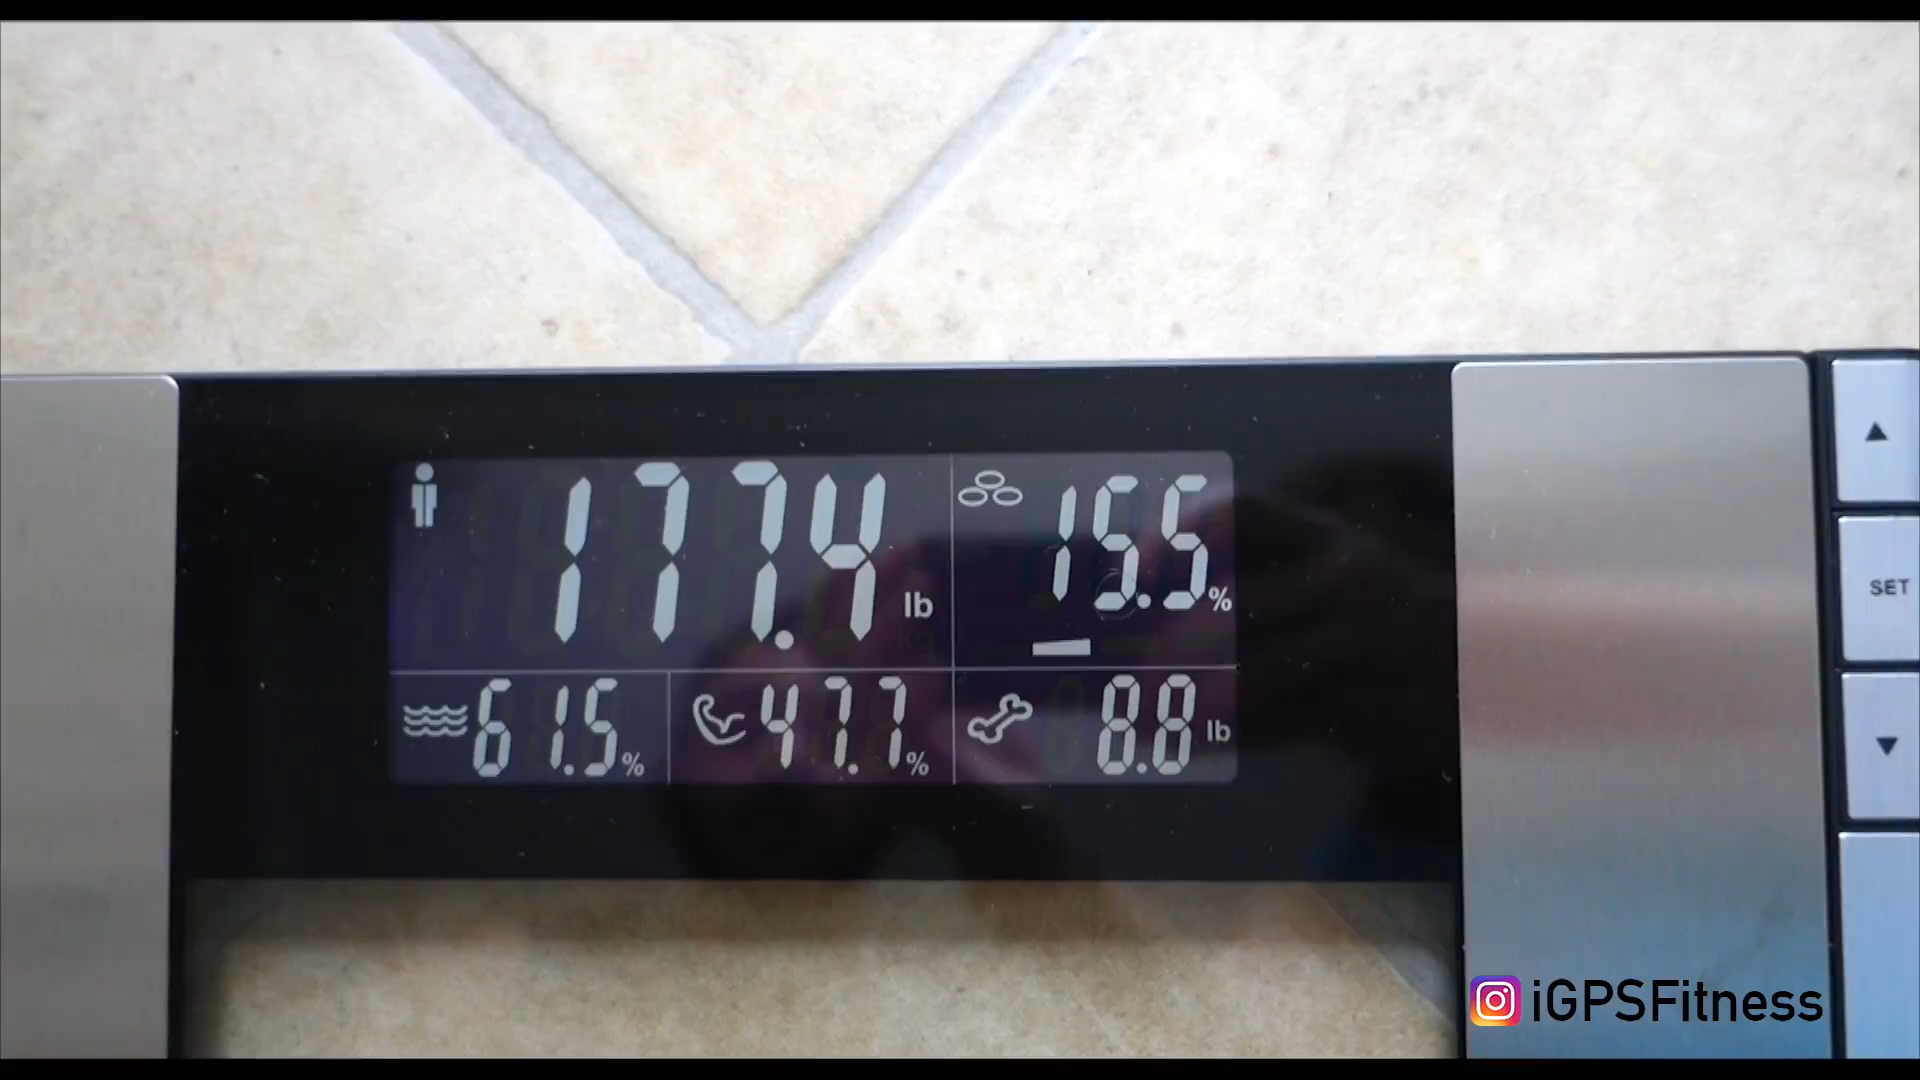 177.4 lb
15.5%
61.5%
47.7%
8.8 lb
▲
SET
▼
iGPSFitness